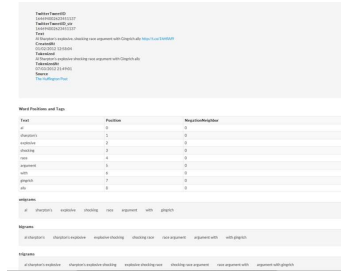 TwitterTweetID
TwitterTweetID_str
Text
Al Sharpton's explosive, shocking race argument with Gingrich ally
CreatedAt
Tokenized
Al Sharpton's explosive, shocking race argument with Gingrich ally
TokenizedAt
Source
The Huffington Post
Word Positions and Tags
Text Position NegationNeighbor
al 0 0
sharpton's 1 0
explosive 2 0
shocking 3 0
race 4 0
argument 5 0
with 6 0
gingrich 7 0
ally 8 0
unigrams
al sharpton's explosive shocking race argument with gingrich
bigrams
al sharpton's sharpton's explosive explosive shocking shocking race race argument argument with with gingrich
trigrams
al sharpton's explosive sharpton's explosive shocking explosive shocking race shocking race argument race argument with argument with gingrich